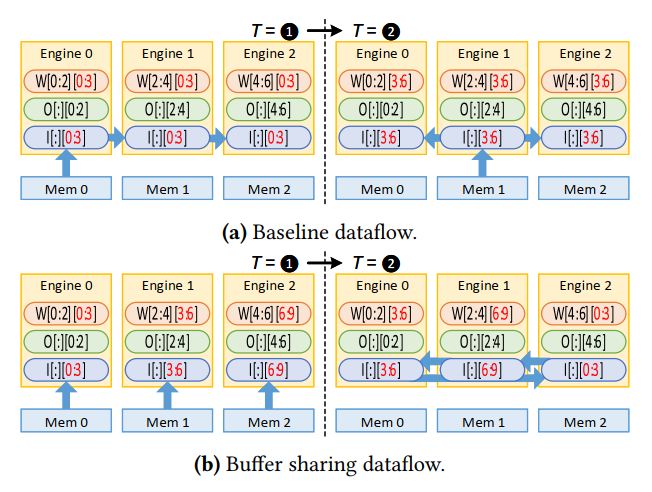 T = 1 → T = 2
Engine 0 Engine 1 Engine 2 Engine 0 Engine 1 Engine 2
W[0:2][0:3] W[2:4][0:3] W[4:6][0:3] W[0:2][3:6] W[2:4][3:6] W[4:6][3:6]
O[:][0:2] O[:][2:4] O[:][4:6] O[:][0:2] O[:][2:4] O[:][4:6]
I[:][0:3] I[:][0:3] I[:][0:3] I[:][3:6] I[:][3:6] I[:][3:6]
Mem 0 Mem 1 Mem 2 Mem 0 Mem 1 Mem 2
(a) Baseline dataflow.
T = 1 → T = 2
Engine 0 Engine 1 Engine 2 Engine 0 Engine 1 Engine 2
W[0:2][0:3] W[2:4][3:6] W[4:6][6:9] W[0:2][3:6] W[2:4][6:9] W[4:6][0:3]
O[:][0:2] O[:][2:4] O[:][4:6] O[:][0:2] O[:][2:4] O[:][4:6]
I[:][0:3] I[:][3:6] I[:][6:9] I[:][3:6] I[:][6:9] I[:][0:3]
Mem 0 Mem 1 Mem 2 Mem 0 Mem 1 Mem 2
(b) Buffer sharing dataflow.